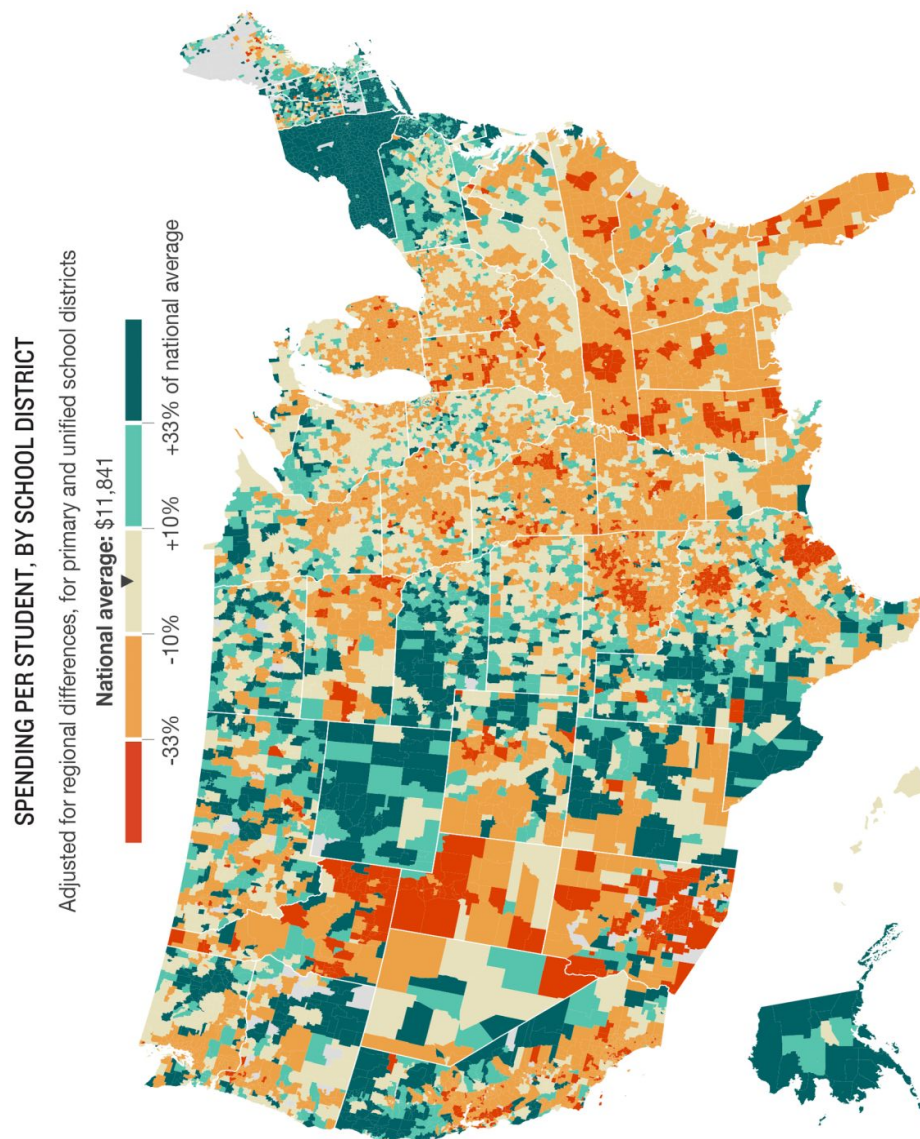 SPENDING PER STUDENT, BY SCHOOL DISTRICT
Adjusted for regional differences, for primary and unified school districts
National average: $11,841
-33% -10% +10% +33% of national average